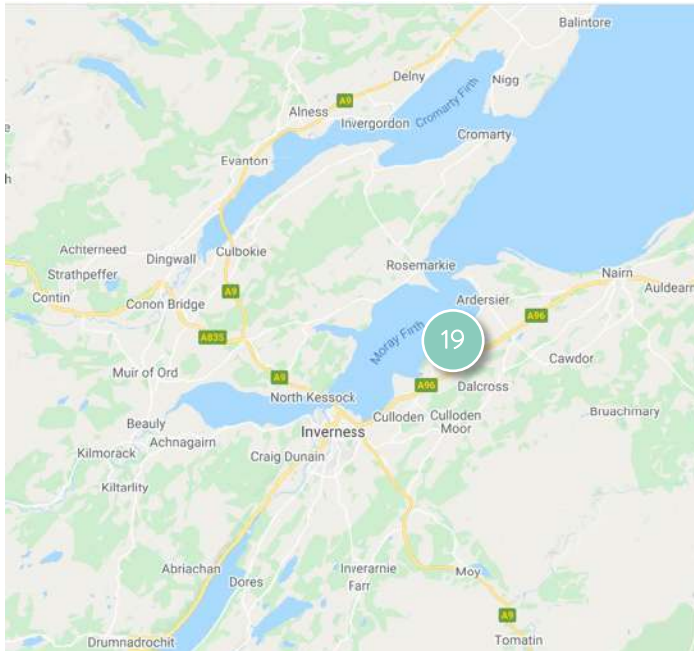 Balintore
Delny
Nigg
A9
Cromarty Firth
Alness
Invergordon
Cromarty
Evanton
h
Achterneed
Dingwall
Culbokie
Rosemarkie
Strathpeffer
Nairn
Contin
Conon Bridge
A9
Ardersier
Auldearn
A96
A835
Moray Firth
19
Cawdor
Muir of Ord
A9
A96
Dalcross
North Kessock
Beauly
Culloden
Culloden
Moor
Bruachmary
Achnagairn
Inverness
Kilmorack
Craig Dunain
Kiltarlity
Abriachan
Dores
Inverarnie
Farr
Moy
A9
Drumnadrochit
Tomatin